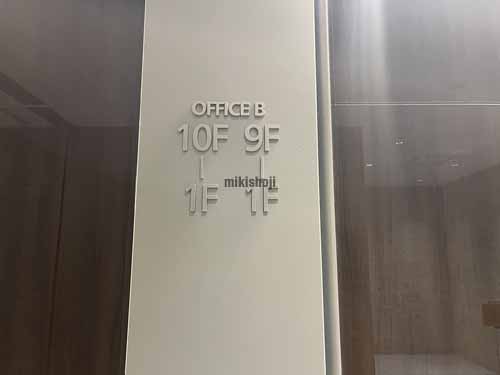 OFFICE B
10F 9F
| |
mikishoji
1F 1F